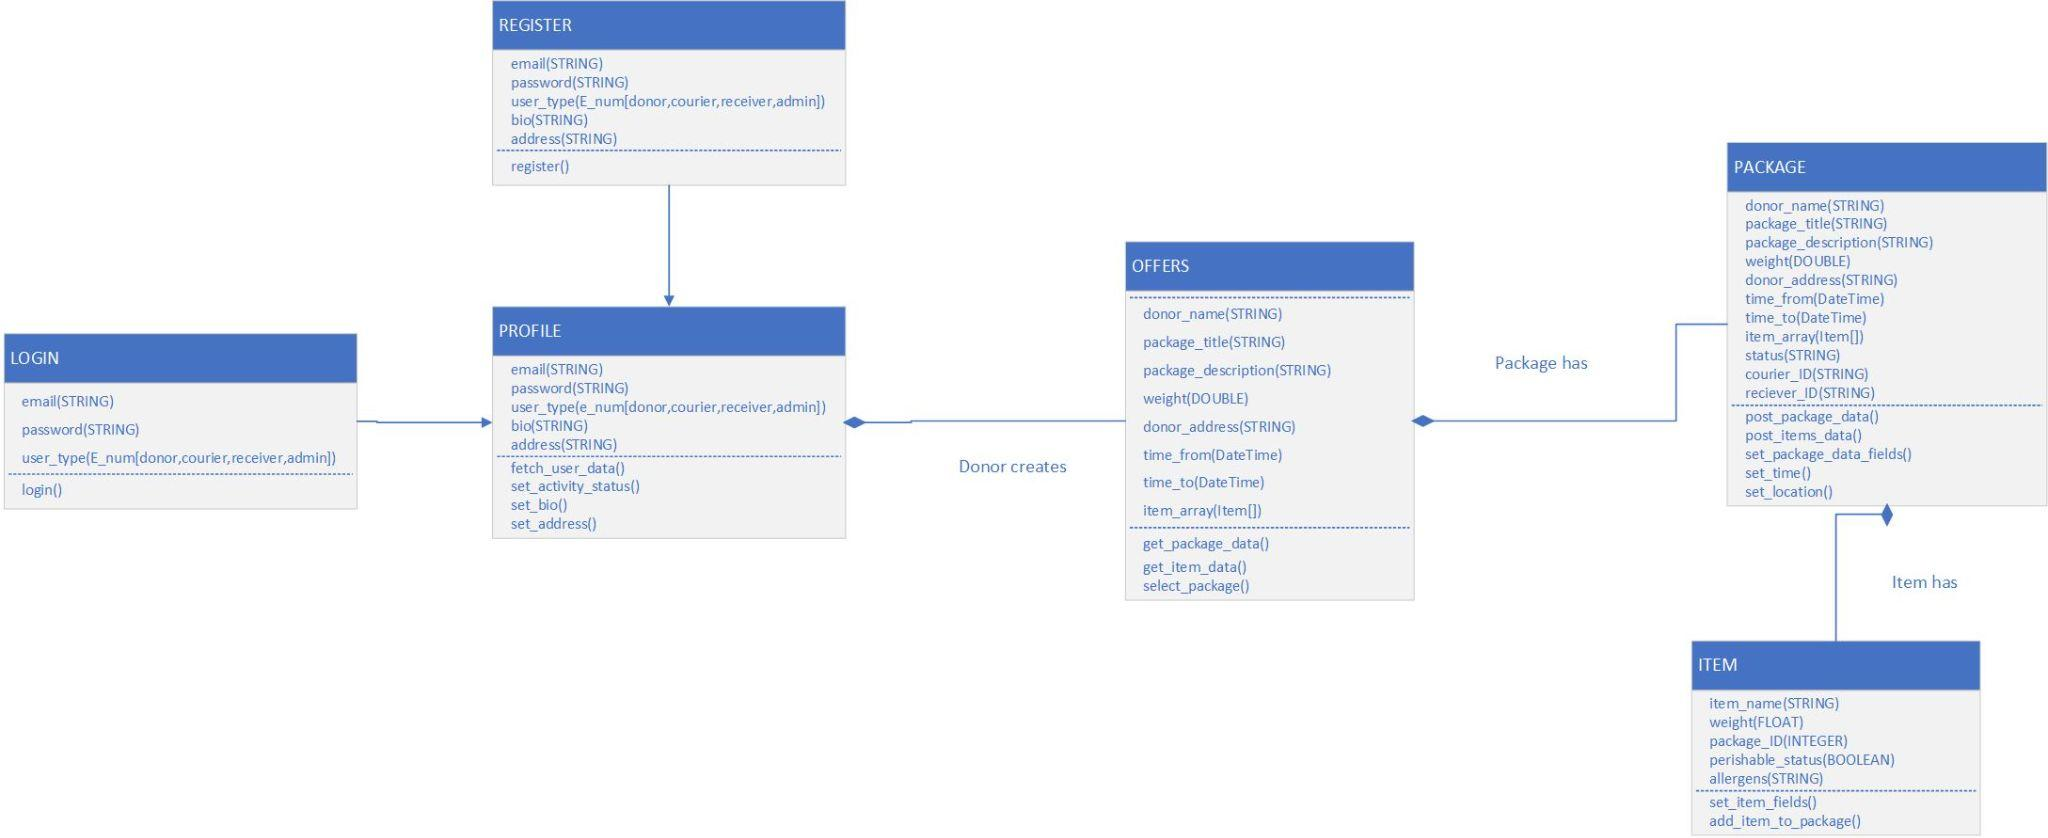 REGISTER
email(STRING)
password(STRING)
user_type(E_num[donor,courier,receiver,admin])
bio(STRING)
address(STRING)
register()
LOGIN
email(STRING)
password(STRING)
user_type(E_num[donor,courier,receiver,admin])
login()
PROFILE
email(STRING)
password(STRING)
user_type(e_num[donor,courier,receiver,admin])
bio(STRING)
address(STRING)
fetch_user_data()
set_activity_status()
set_bio()
set_address()
Donor creates
OFFERS
donor_name(STRING)
package_title(STRING)
package_description(STRING)
weight(DOUBLE)
donor_address(STRING)
time_from(DateTime)
time_to(DateTime)
item_array(Item[])
get_package_data()
get_item_data()
select_package()
Package has
PACKAGE
donor_name(STRING)
package_title(STRING)
package_description(STRING)
weight(DOUBLE)
donor_address(STRING)
time_from(DateTime)
time_to(DateTime)
item_array(Item[])
status(STRING)
courier_ID(STRING)
reciever_ID(STRING)
post_package_data()
post_items_data()
set_package_data_fields()
set_time()
set_location()
Item has
ITEM
item_name(STRING)
weight(FLOAT)
package_ID(INTEGER)
perishable_status(BOOLEAN)
allergens(STRING)
set_item_fields()
add_item_to_package()